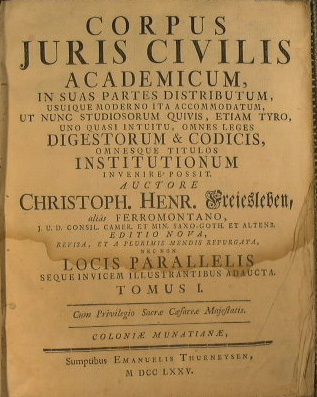 CORPUS
JURIS CIVILIS
ACADEMICUM,
IN SUAS PARTES DISTRIBUTUM,
USUIQUE MODERNO ITA ACCOMMODATUM,
UT NUNC STUDIOSORUM QUIVIS, ETIAM TYRO,
UNO QUASI INTUITU, OMNES LEGES
DIGESTORUM & CODICIS,
OMNESQUE TITULOS
INSTITUTIONUM
INVENIRE POSSIT.
AUCTORE
CHRISTOPH. HENR. Freiesleben,
aliàs FERROMONTANO,
J. U. D. CONSIL. CAMER. ET MIN. SAXO-GOTH. ET ALTENB.
EDITIO NOVA,
REVISA, ET A PLURIMIS MENDIS REPURGATA,
NEC NON
LOCIS PARALLELIS
SEQUE INVICEM ILLUSTRANTIBUS ADAUCTA.
TOMUS I.
Cum Privilegio Sacræ Cæsareæ Majestatis.
COLONIÆ MUNATIANÆ,
Sumptibus EMANUELIS THURNEYSEN,
M DCC LXXV.